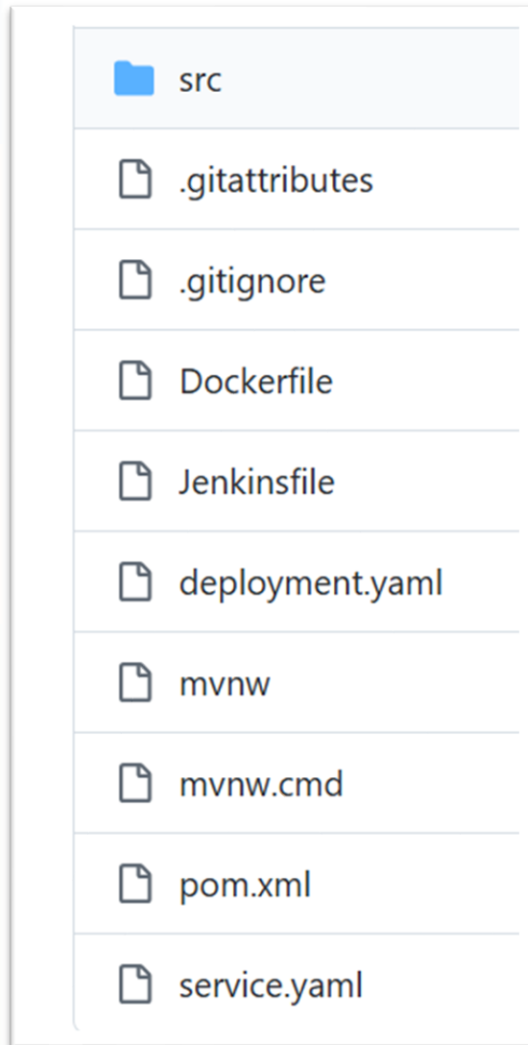 src
.gitattributes
.gitignore
Dockerfile
Jenkinsfile
deployment.yaml
mvnw
mvnw.cmd
pom.xml
service.yaml